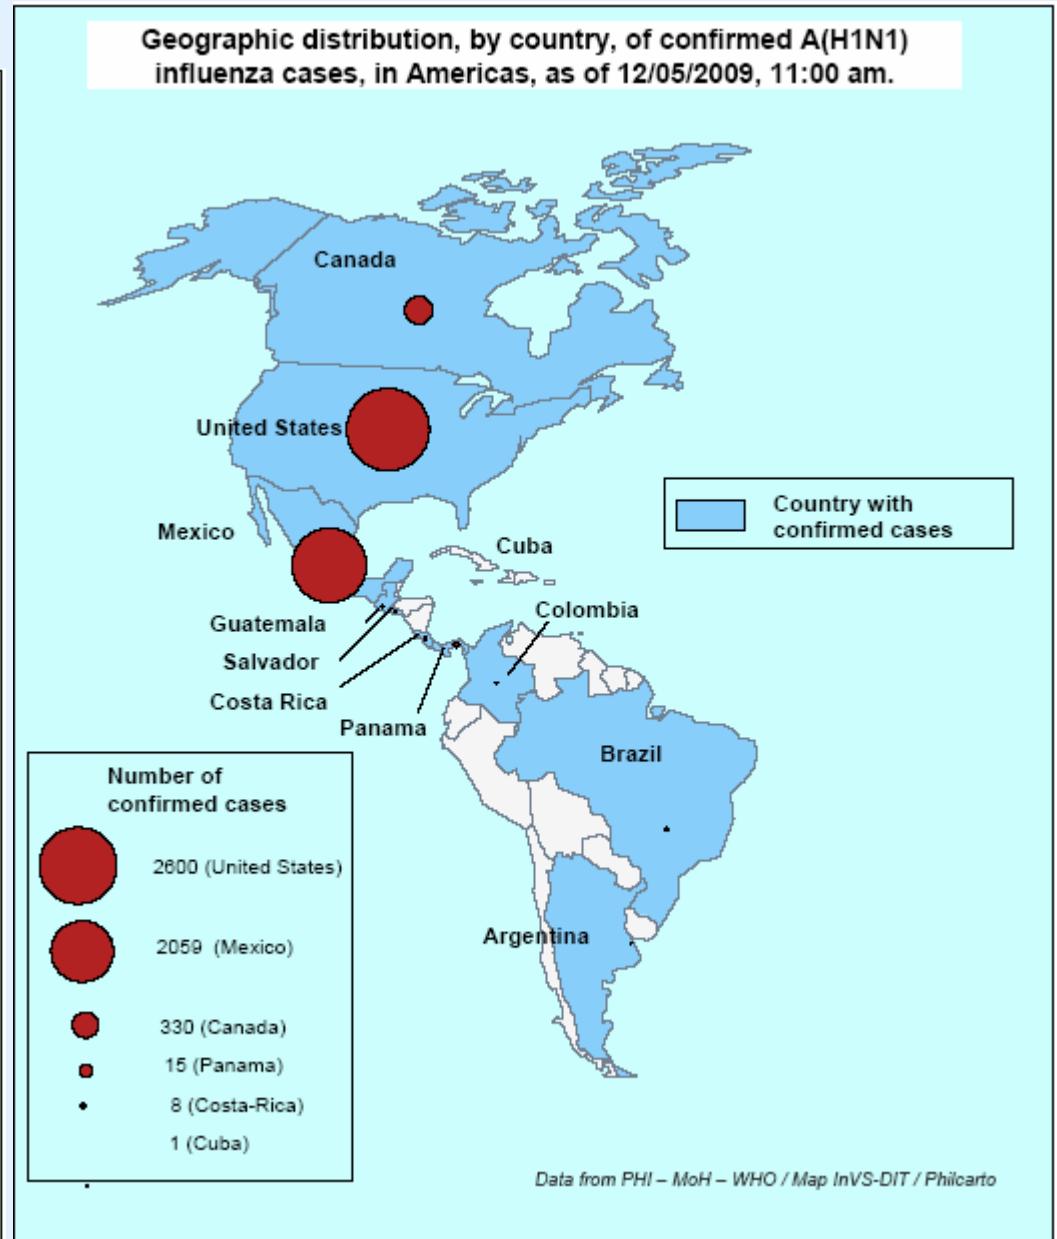 Geographic distribution, by country, of confirmed A(H1N1)
influenza cases, in Americas, as of 12/05/2009, 11:00 am.
Canada
United States
Country with
confirmed cases
Mexico
Cuba
Colombia
Guatemala
Salvador
Costa Rica
Panama
Brazil
Argentina
Number of
confirmed cases
2600 (United States)
2059 (Mexico)
330 (Canada)
15 (Panama)
8 (Costa-Rica)
1 (Cuba)
Data from PHI – MoH – WHO / Map InVS-DIT / Philcarto